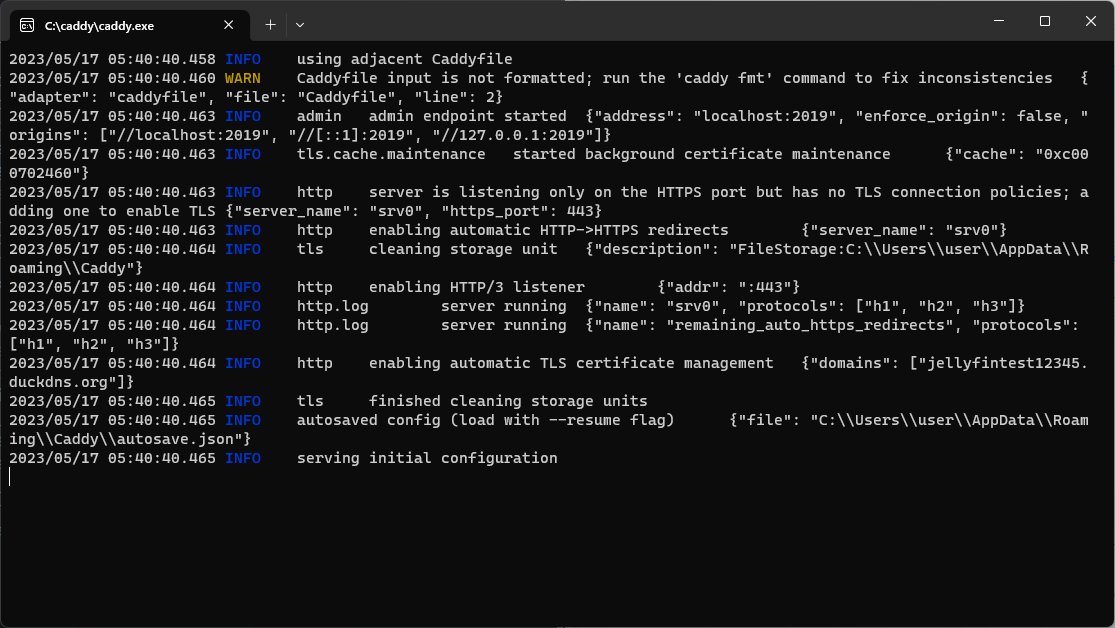 C:\caddy\caddy.exe
2023/05/17 05:40:40.458 INFO    using adjacent Caddyfile
2023/05/17 05:40:40.460 WARN    Caddyfile input is not formatted; run the 'caddy fmt' command to fix inconsistencies   {
"adapter": "caddyfile", "file": "Caddyfile", "line": 2}
2023/05/17 05:40:40.463 INFO    admin   admin endpoint started  {"address": "localhost:2019", "enforce_origin": false, "
origins": ["//localhost:2019", "//[::1]:2019", "//127.0.0.1:2019"]}
2023/05/17 05:40:40.463 INFO    tls.cache.maintenance   started background certificate maintenance      {"cache": "0xc00
0702460"}
2023/05/17 05:40:40.463 INFO    http    server is listening only on the HTTPS port but has no TLS connection policies; a
dding one to enable TLS {"server_name": "srv0", "https_port": 443}
2023/05/17 05:40:40.463 INFO    http    enabling automatic HTTP->HTTPS redirects        {"server_name": "srv0"}
2023/05/17 05:40:40.464 INFO    tls     cleaning storage unit   {"description": "FileStorage:C:\\Users\\user\\AppData\\R
oaming\\Caddy"}
2023/05/17 05:40:40.464 INFO    http    enabling HTTP/3 listener        {"addr": ":443"}
2023/05/17 05:40:40.464 INFO    http.log        server running  {"name": "srv0", "protocols": ["h1", "h2", "h3"]}
2023/05/17 05:40:40.464 INFO    http.log        server running  {"name": "remaining_auto_https_redirects", "protocols":
["h1", "h2", "h3"]}
2023/05/17 05:40:40.464 INFO    http    enabling automatic TLS certificate management   {"domains": ["jellyfintest12345.
duckdns.org"]}
2023/05/17 05:40:40.465 INFO    tls     finished cleaning storage units
2023/05/17 05:40:40.465 INFO    autosaved config (load with --resume flag)      {"file": "C:\\Users\\user\\AppData\\Roam
ing\\Caddy\\autosave.json"}
2023/05/17 05:40:40.465 INFO    serving initial configuration